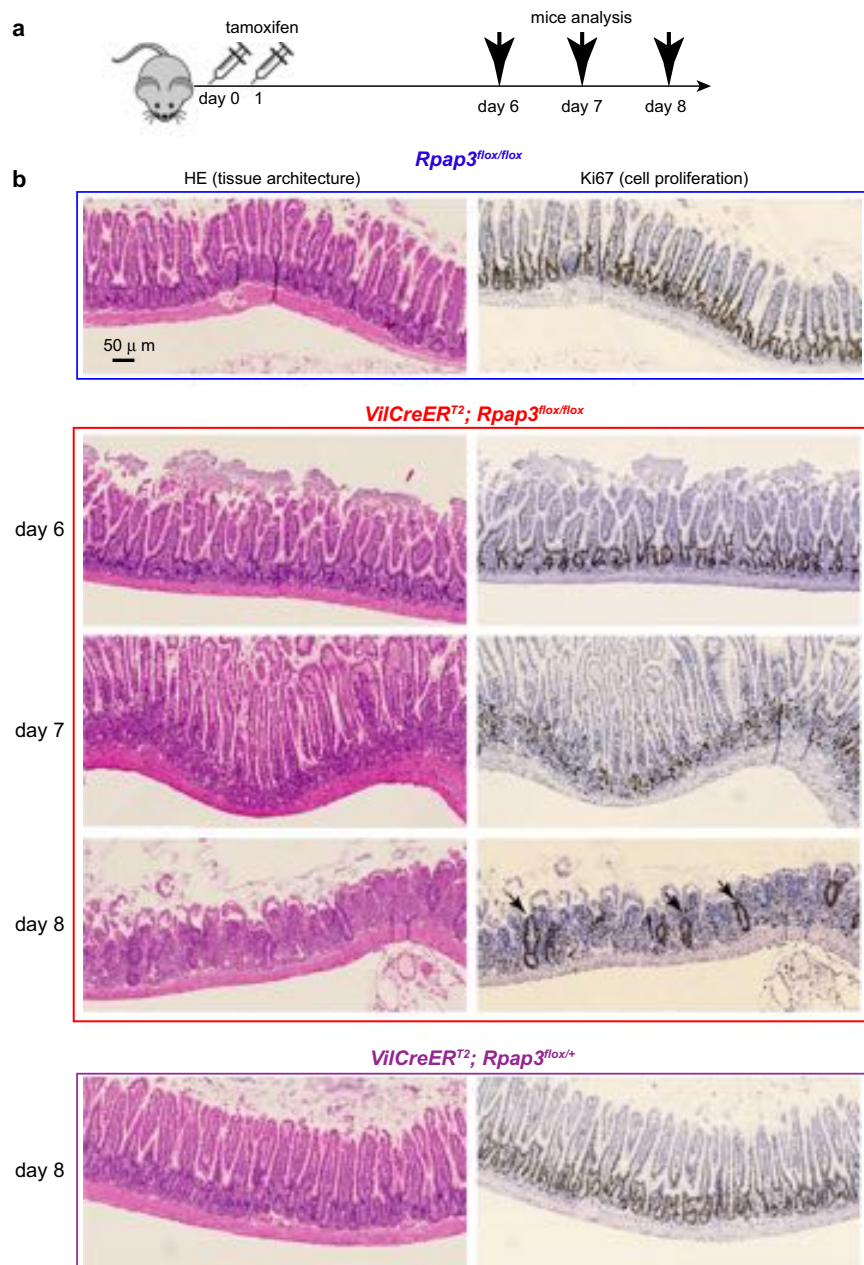 a
tamoxifen
mice analysis
day 0 1
day 6 day 7 day 8
Rpap3flox/flox
b
HE (tissue architecture) Ki67 (cell proliferation)
50 μ m
VilCreERT2; Rpap3flox/flox
day 6
day 7
day 8
VilCreERT2; Rpap3flox/+
day 8